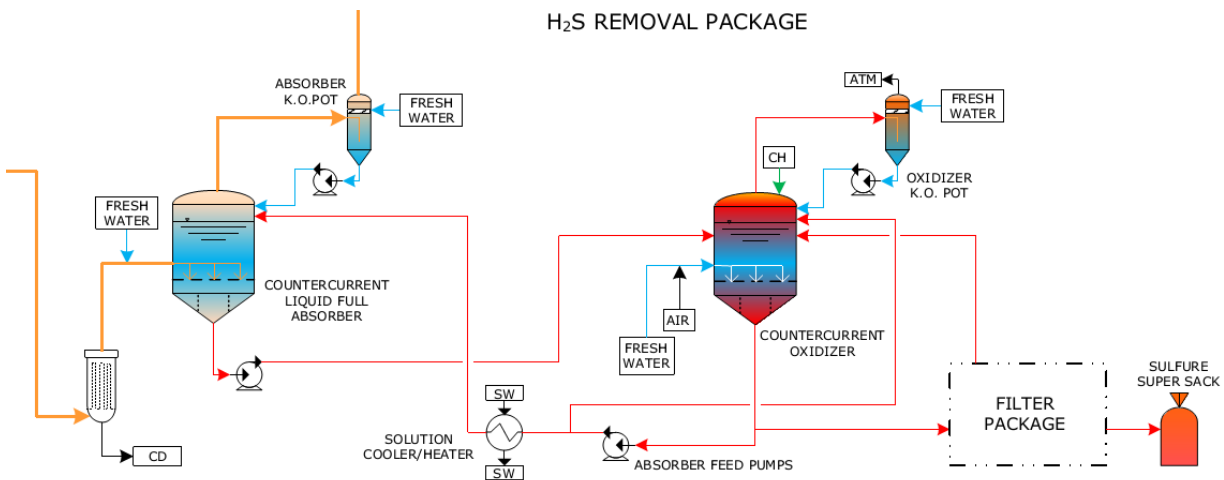 H₂S REMOVAL PACKAGE
ABSORBER
K.O.POT
FRESH
WATER
ATM
FRESH
WATER
CH
OXIDIZER
K.O. POT
FRESH
WATER
COUNTERCURRENT
LIQUID FULL
ABSORBER
AIR
FRESH
WATER
COUNTERCURRENT
OXIDIZER
SW
SOLUTION
COOLER/HEATER
SW
ABSORBER FEED PUMPS
FILTER
PACKAGE
SULFURE
SUPER SACK
CD